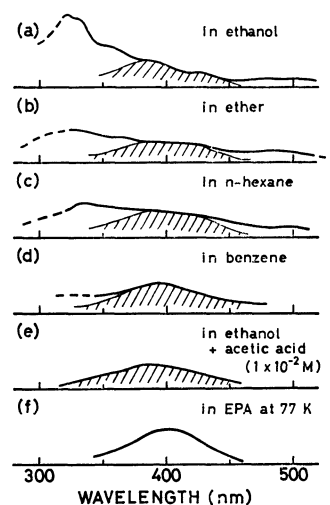 (a) in ethanol
(b) in ether
(c) in n-hexane
(d) in benzene
(e) in ethanol
+ acetic acid
(1 x 10⁻² M)
(f) in EPA at 77 K
300 400 500
WAVELENGTH (nm)